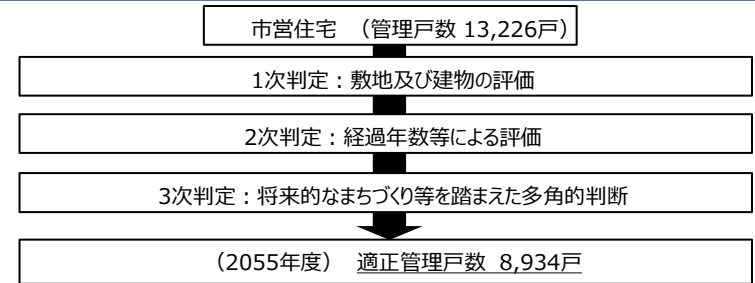 市営住宅 （管理戸数 13,226戸）
1次判定：敷地及び建物の評価
2次判定：経過年数等による評価
3次判定：将来的なまちづくり等を踏まえた多角的判断
（2055年度） 適正管理戸数 8,934戸